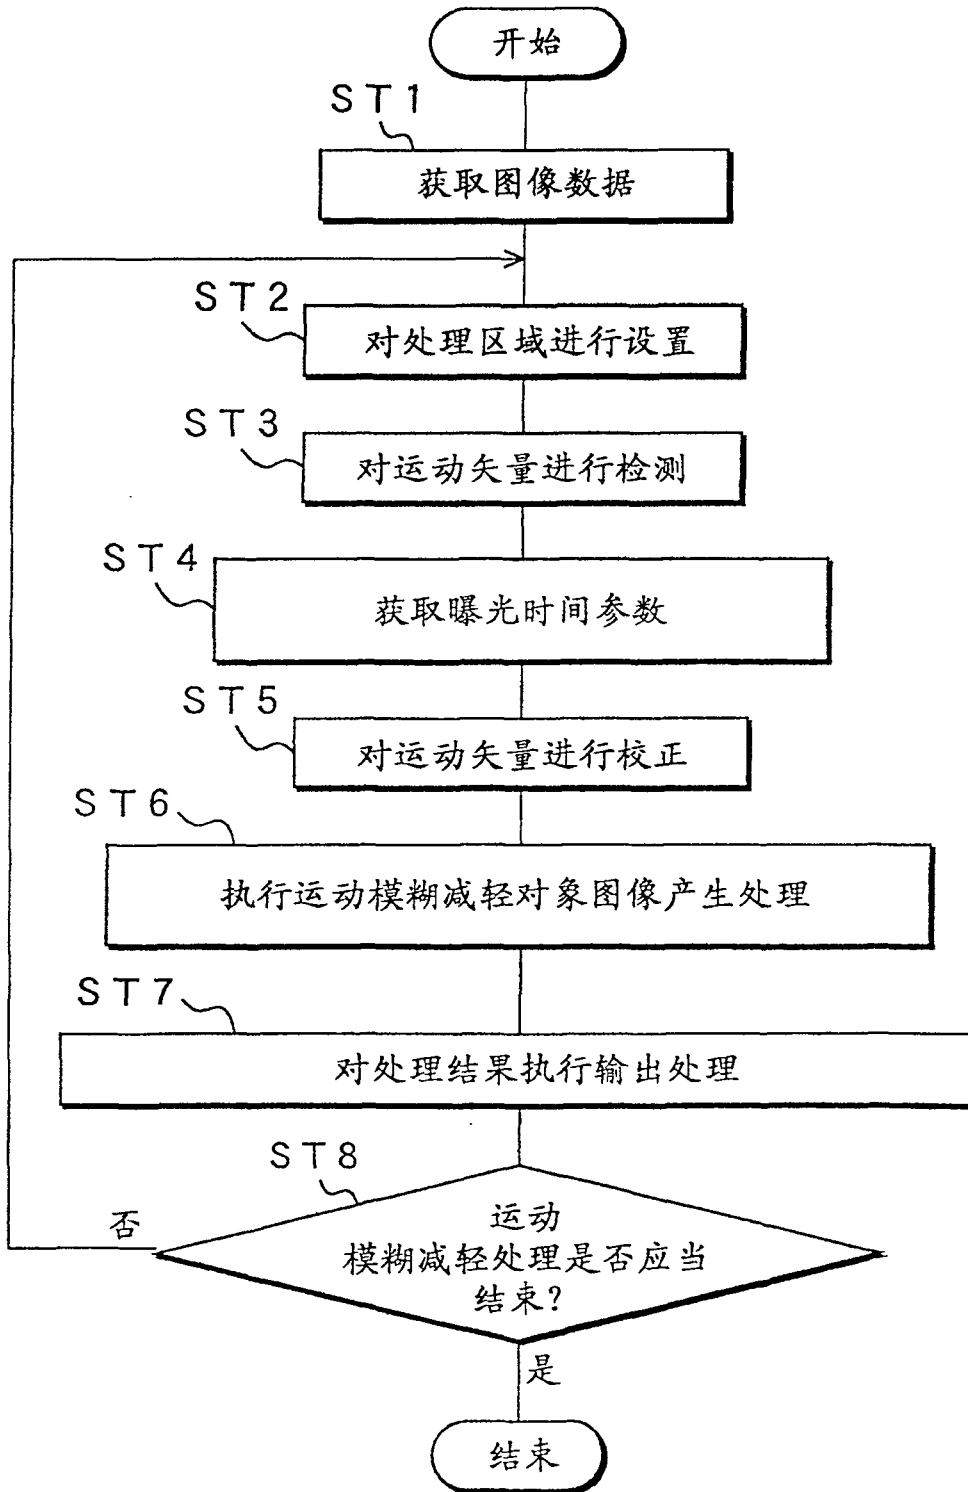 开始
ST1
获取图像数据
ST2
对处理区域进行设置
ST3
对运动矢量进行检测
ST4
获取曝光时间参数
ST5
对运动矢量进行校正
ST6
执行运动模糊减轻对象图像产生处理
ST7
对处理结果执行输出处理
ST8
否
运动
模糊减轻处理是否应当
结束?
是
结束